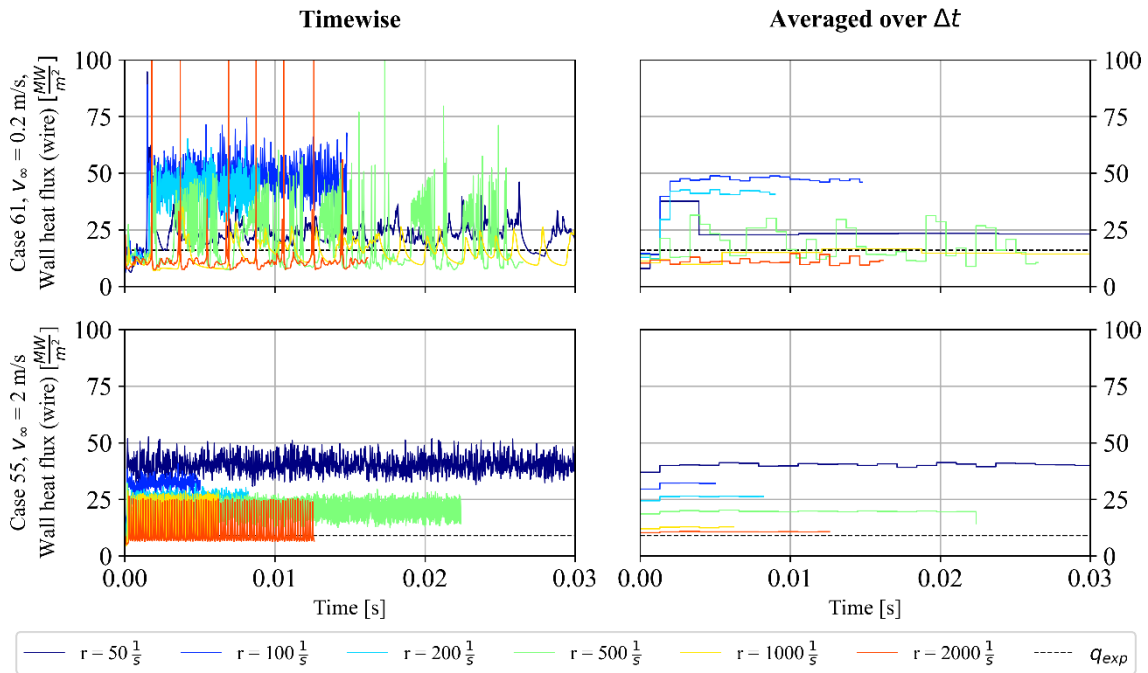 Timewise
Averaged over Δt
Case 61, v∞ = 0.2 m/s,
Wall heat flux (wire) [MW/m²]
100
75
50
25
0
100
75
50
25
0
Case 55, v∞ = 2 m/s
Wall heat flux (wire) [MW/m²]
100
75
50
25
0
100
75
50
25
0
0.00 0.01 0.02 0.03
0.00 0.01 0.02 0.03
Time [s]
Time [s]
r = 50 1/s r = 100 1/s r = 200 1/s r = 500 1/s r = 1000 1/s r = 2000 1/s q_exp